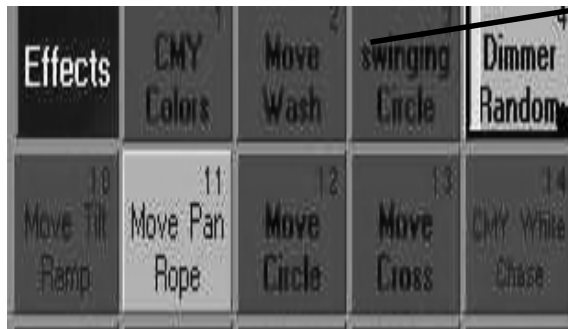 Effects
1
CMY
Colors
2
Move
Wash
3
swinging
Circle
4
Dimmer
Random
10
Move Tilt
Ramp
11
Move Pan
Rope
12
Move
Circle
13
Move
Cross
14
CMY White
Chase